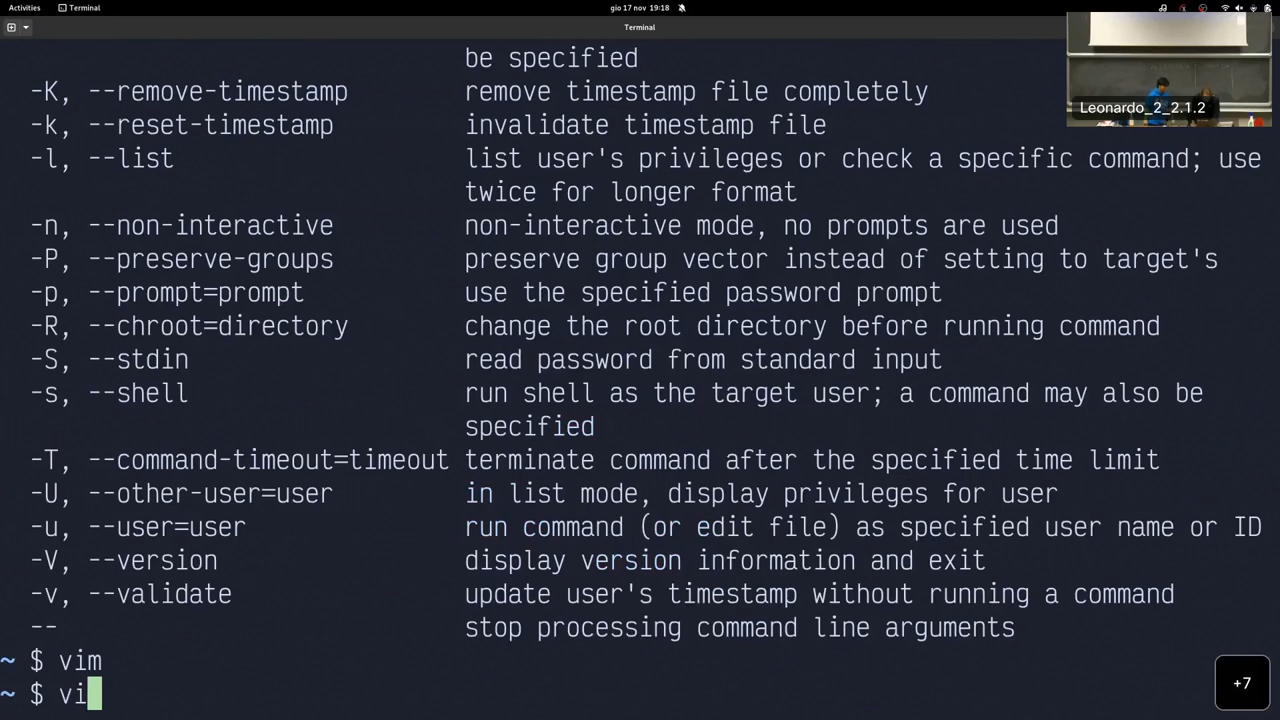 Activities Terminal gio 17 nov 19:18
Terminal
be specified
-K, --remove-timestamp remove timestamp file completely
-k, --reset-timestamp invalidate timestamp file
-l, --list list user's privileges or check a specific command; use
twice for longer format
-n, --non-interactive non-interactive mode, no prompts are used
-P, --preserve-groups preserve group vector instead of setting to target's
-p, --prompt=prompt use the specified password prompt
-R, --chroot=directory change the root directory before running command
-S, --stdin read password from standard input
-s, --shell run shell as the target user; a command may also be
specified
-T, --command-timeout=timeout terminate command after the specified time limit
-U, --other-user=user in list mode, display privileges for user
-u, --user=user run command (or edit file) as specified user name or ID
-V, --version display version information and exit
-v, --validate update user's timestamp without running a command
-- stop processing command line arguments
~ $ vim
~ $ vi
Leonardo_2_2.1.2
+7